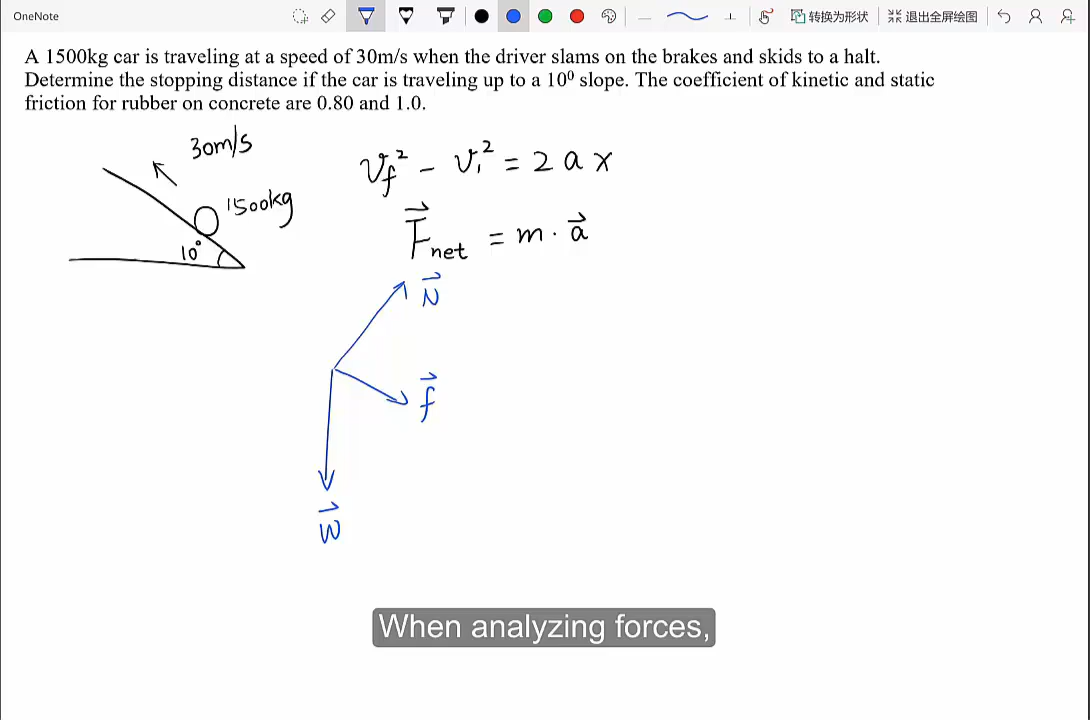 OneNote 转换为形状 退出全屏绘图
A 1500kg car is traveling at a speed of 30m/s when the driver slams on the brakes and skids to a halt.
Determine the stopping distance if the car is traveling up to a 10⁰ slope. The coefficient of kinetic and static
friction for rubber on concrete are 0.80 and 1.0.
30m/s
1500kg
10°
v_f² - v_i² = 2 a x
F⃗_net = m · a⃗
N⃗
f⃗
W⃗
When analyzing forces,